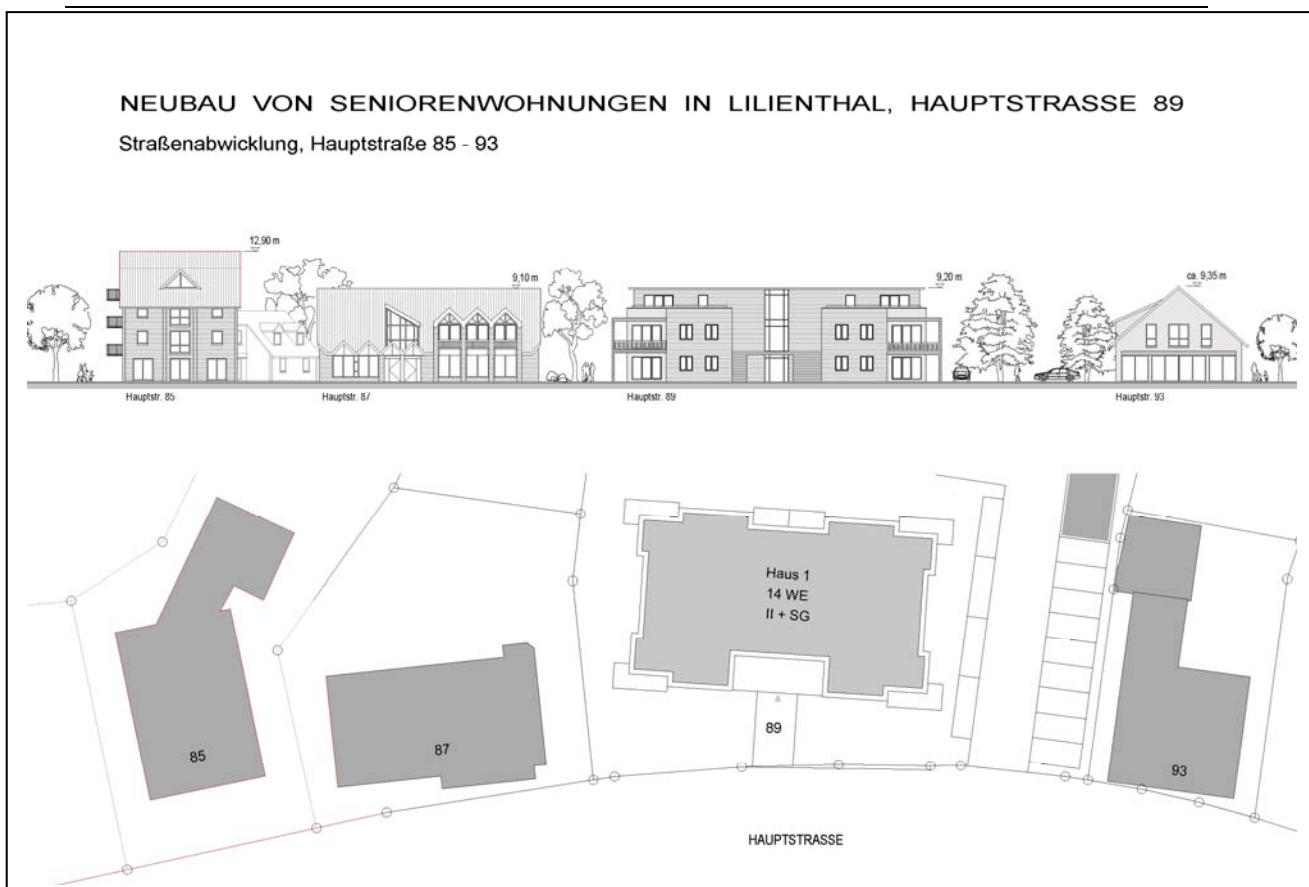 NEUBAU VON SENIORENWOHNUNGEN IN LILIENTHAL, HAUPTSTRASSE 89
Straßenabwicklung, Hauptstraße 85 - 93
12,90 m
9,10 m
9,20 m
ca. 9,35 m
Hauptstr. 85
Hauptstr. 87
Hauptstr. 89
Hauptstr. 93
Haus 1
14 WE
II + SG
85
87
89
93
HAUPTSTRASSE